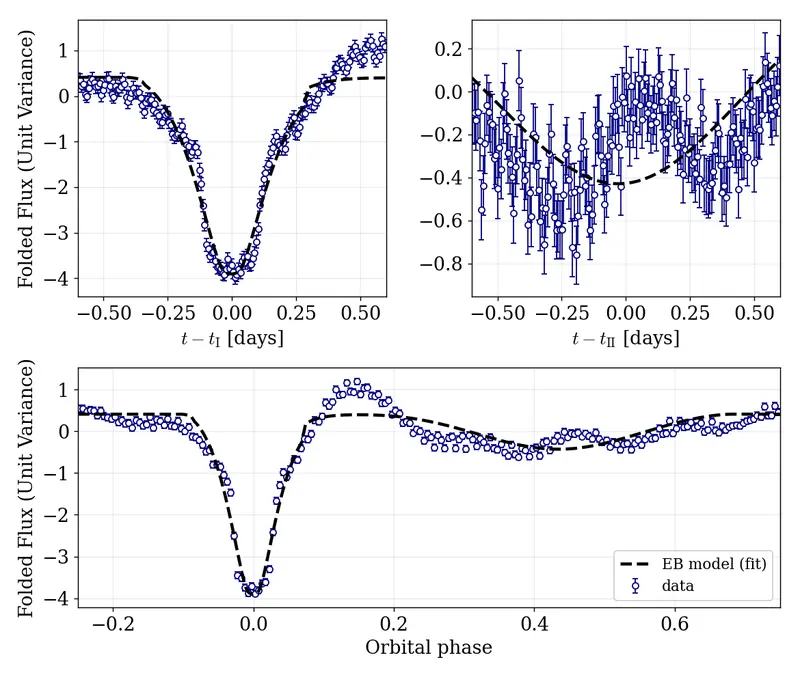 Folded Flux (Unit Variance)
1
0
−1
−2
−3
−4
−0.50 −0.25 0.00 0.25 0.50
t − t_I [days]
0.2
0.0
−0.2
−0.4
−0.6
−0.8
−0.50 −0.25 0.00 0.25 0.50
t − t_II [days]
Folded Flux (Unit Variance)
1
0
−1
−2
−3
−4
−0.2 0.0 0.2 0.4 0.6
Orbital phase
EB model (fit)
data